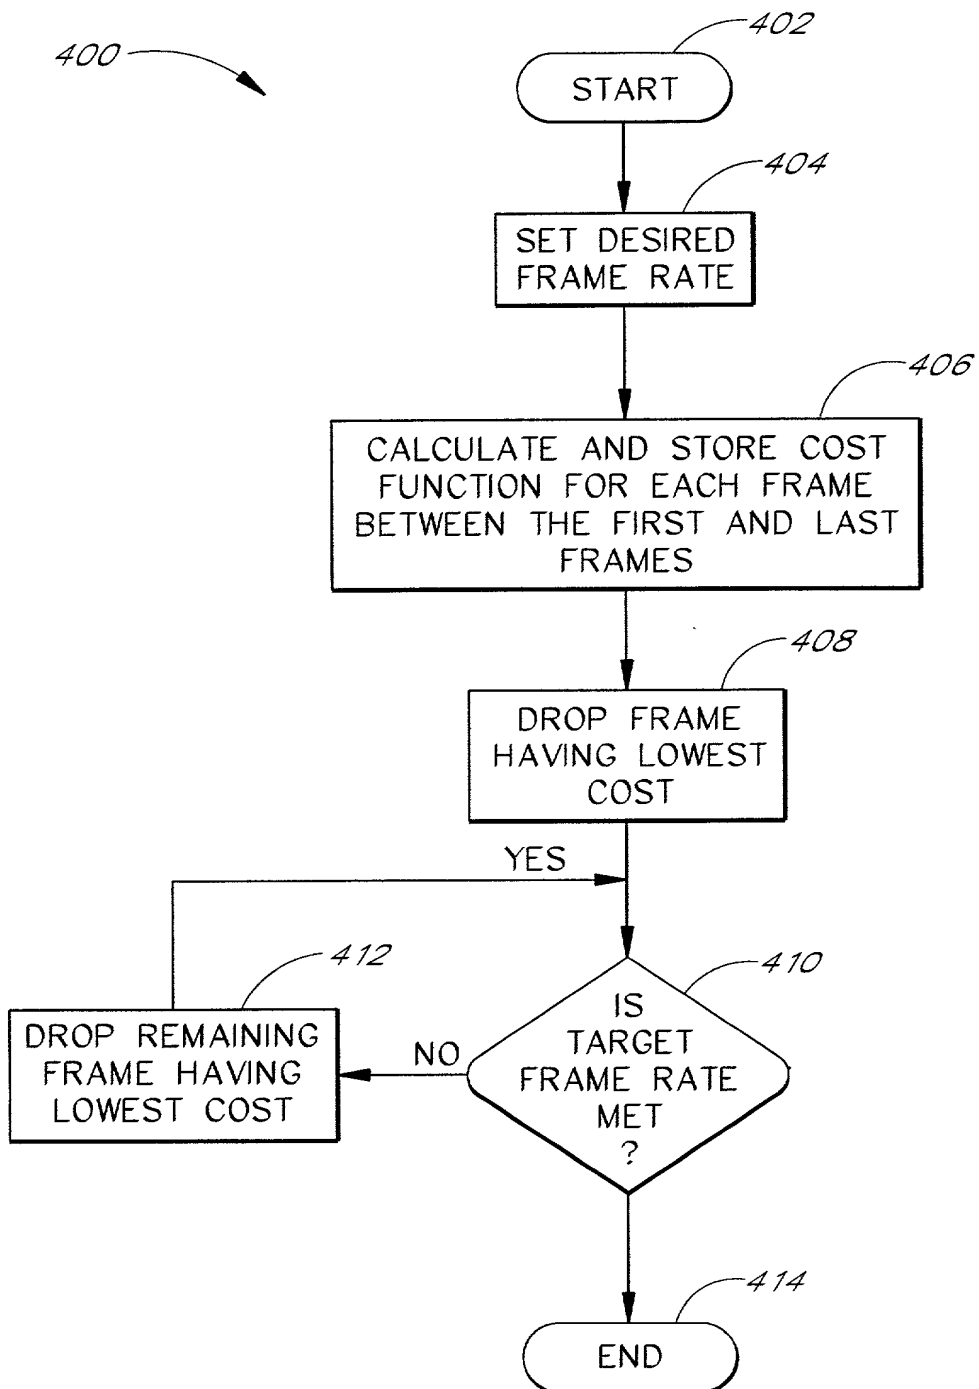 400
402
START
404
SET DESIRED
FRAME RATE
406
CALCULATE AND STORE COST
FUNCTION FOR EACH FRAME
BETWEEN THE FIRST AND LAST
FRAMES
408
DROP FRAME
HAVING LOWEST
COST
YES
412
DROP REMAINING
FRAME HAVING
LOWEST COST
NO
410
IS
TARGET
FRAME RATE
MET
?
414
END